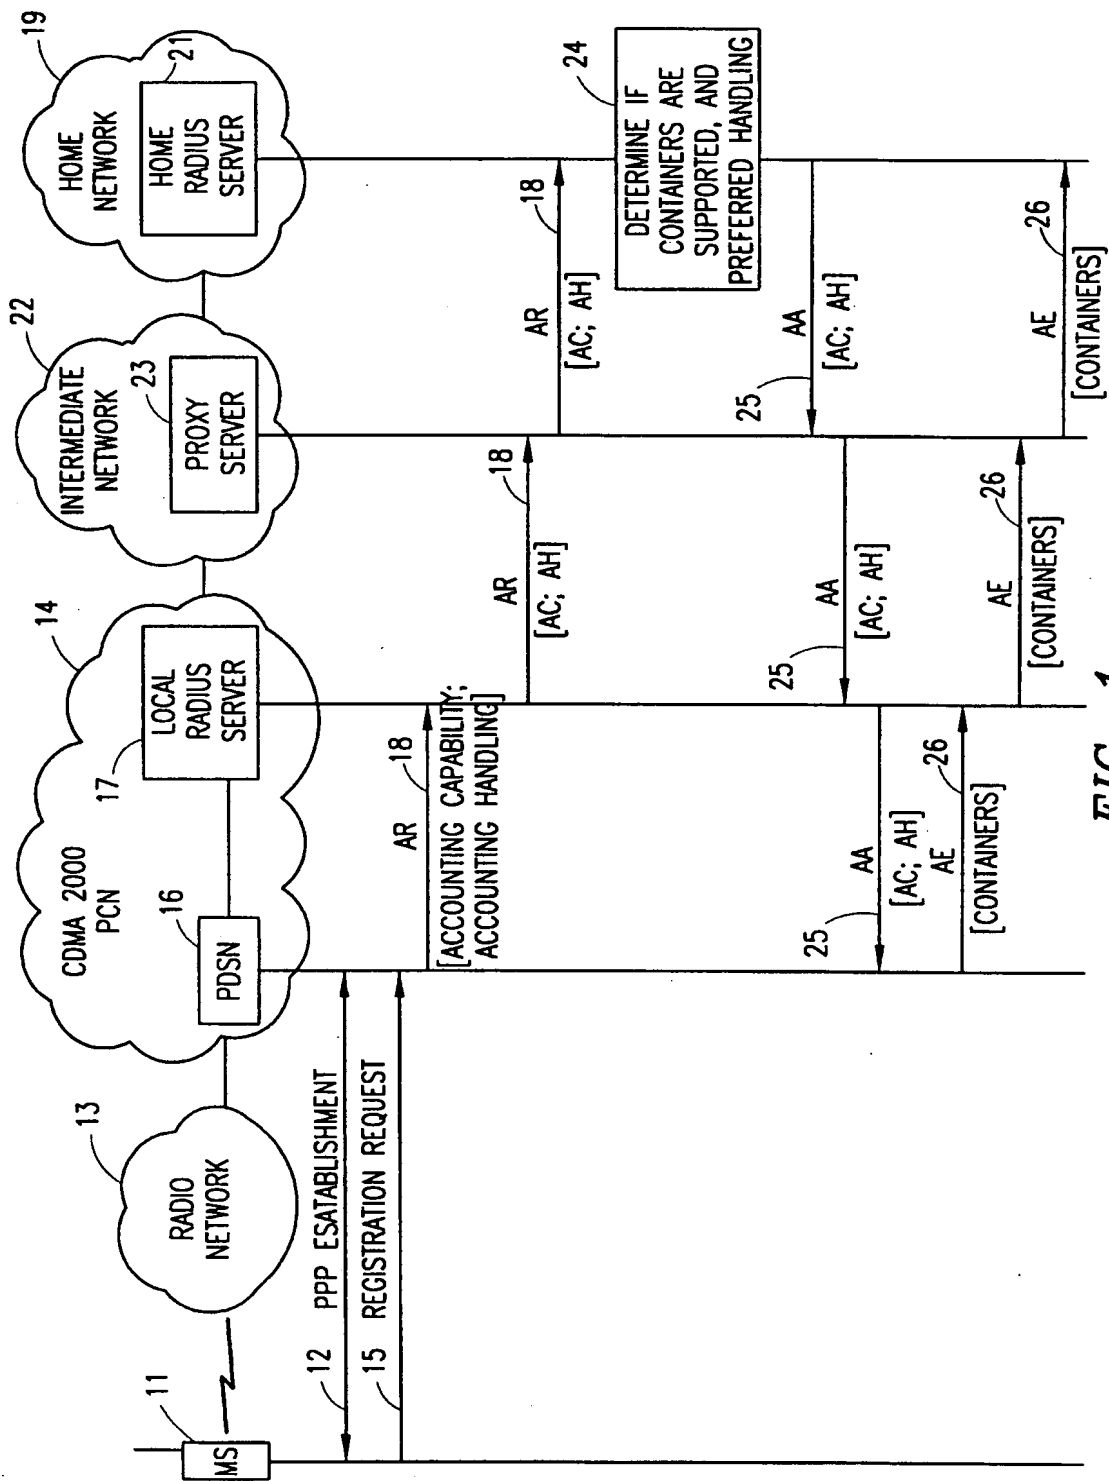 11
MS
13
RADIO
NETWORK
14
CDMA 2000
PCN
16
PDSN
17
LOCAL
RADIUS
SERVER
22
INTERMEDIATE
NETWORK
23
PROXY
SERVER
19
HOME
NETWORK
21
HOME
RADIUS
SERVER
12
PPP ESATABLISHMENT
15
REGISTRATION REQUEST
AR
18
[ACCOUNTING CAPABILITY;
ACCOUNTING HANDLING]
AR
18
[AC; AH]
AR
18
[AC; AH]
24
DETERMINE IF
CONTAINERS ARE
SUPPORTED, AND
PREFERRED HANDLING
25
AA
[AC; AH]
25
AA
[AC; AH]
25
AA
[AC; AH]
AE
26
[CONTAINERS]
AE
26
[CONTAINERS]
AE
26
[CONTAINERS]
FIG. 1